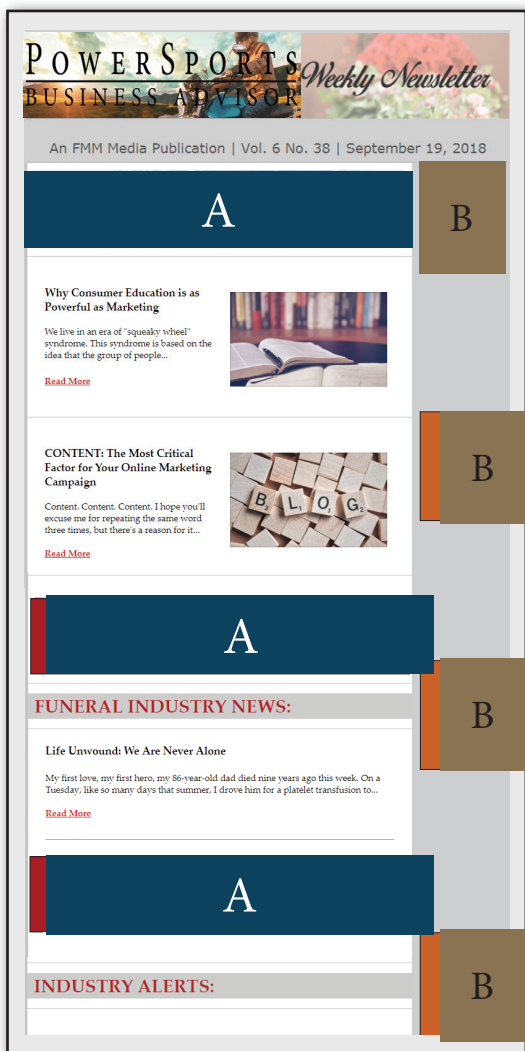 POWERSPORTS
BUSINESS ADVISOR
Weekly Newsletter
An FMM Media Publication | Vol. 6 No. 38 | September 19, 2018
A
B
Why Consumer Education is as
Powerful as Marketing
We live in an era of "squeaky wheel"
syndrome. This syndrome is based on the
idea that the group of people...
Read More
CONTENT: The Most Critical
Factor for Your Online Marketing
Campaign
Content. Content. Content. I hope you'll
excuse me for repeating the same word
three times, but there's a reason for it...
Read More
B L O G
B
A
FUNERAL INDUSTRY NEWS:
B
Life Unwound: We Are Never Alone
My first love, my first hero, my 86-year-old dad died nine years ago this week. On a
Tuesday, like so many days that summer, I drove him for a platelet transfusion to...
Read More
A
INDUSTRY ALERTS:
B